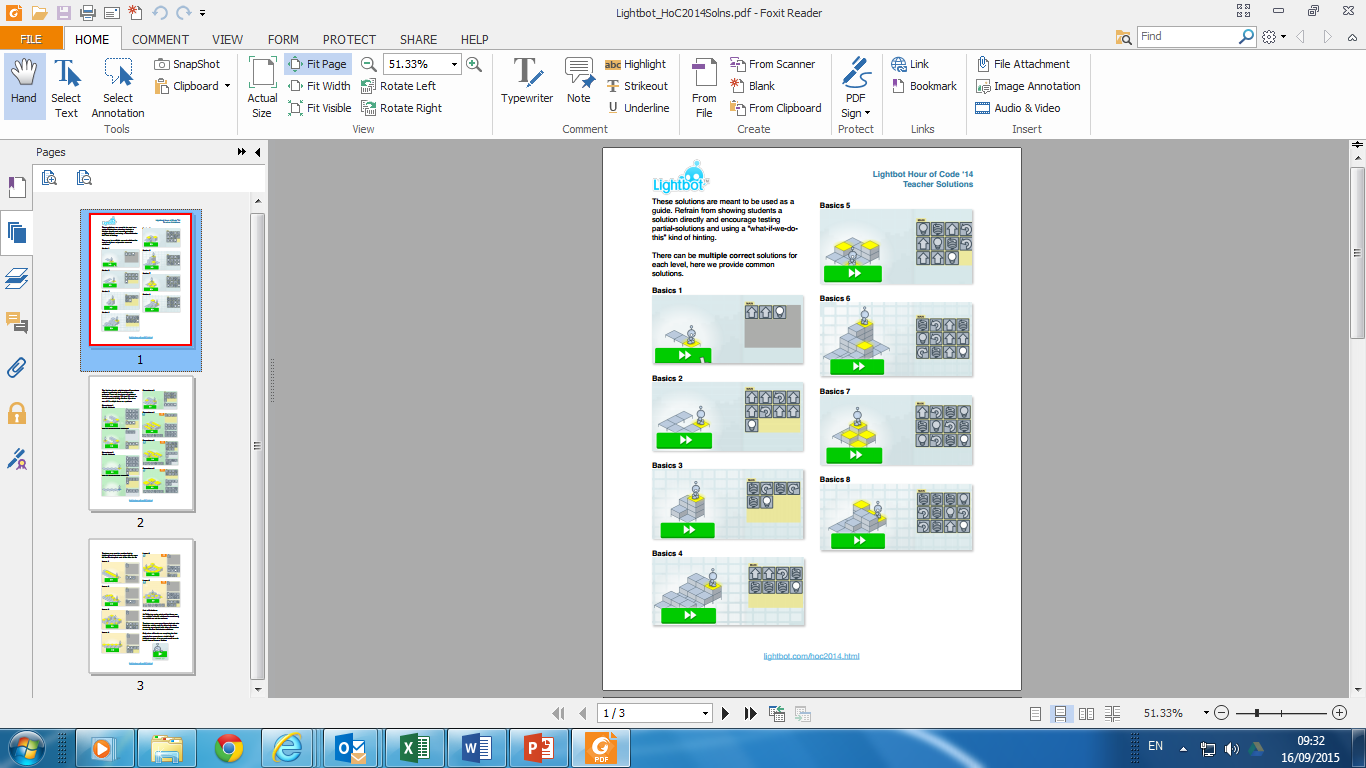 Lightbot_HoC2014Solns.pdf - Foxit Reader
FILE HOME COMMENT VIEW FORM PROTECT SHARE HELP
Find
Hand
Select Text
Select Annotation
SnapShot
Clipboard
Tools
Actual Size
Fit Page
Fit Width
Fit Visible
51.33%
Rotate Left
Rotate Right
View
Typewriter
Note
abc Highlight
Strikeout
U Underline
Comment
From File
From Scanner
Blank
From Clipboard
Create
PDF Sign
Protect
Link
Bookmark
Links
File Attachment
Image Annotation
Audio & Video
Insert
Pages
1
2
3
Lightbot
Lightbot Hour of Code '14
Teacher Solutions
These solutions are meant to be used as a
guide. Refrain from showing students a
solution directly and encourage testing
partial-solutions and using a "what-if-we-do-
this" kind of hinting.
There can be multiple correct solutions for
each level, here we provide common
solutions.
Basics 1
Basics 2
Basics 3
Basics 4
Basics 5
Basics 6
Basics 7
Basics 8
lightbot.com/hoc2014.html
1 / 3
51.33%
PDF
EN
09:32
16/09/2015